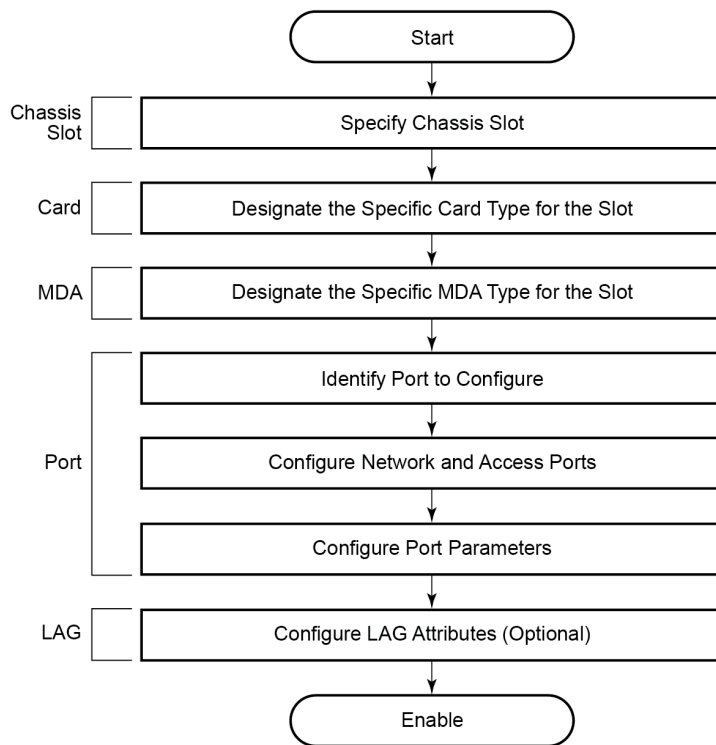 Start
Chassis
Slot
Specify Chassis Slot
Card
Designate the Specific Card Type for the Slot
MDA
Designate the Specific MDA Type for the Slot
Identify Port to Configure
Port
Configure Network and Access Ports
Configure Port Parameters
LAG
Configure LAG Attributes (Optional)
Enable